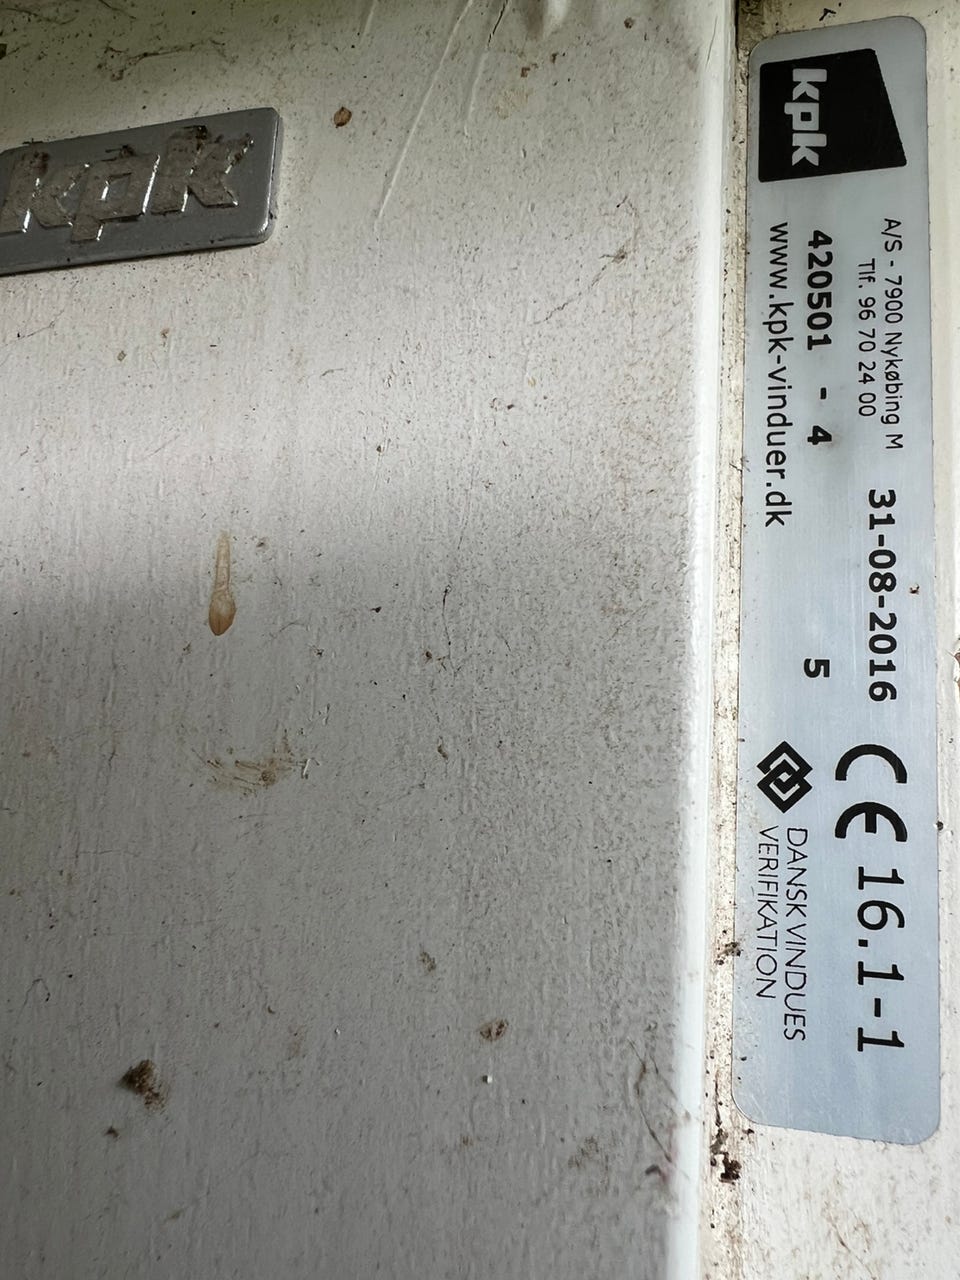 kpk
kpk
A/S - 7900 Nykøbing M
Tlf. 96 70 24 00
31-08-2016
CE 16.1-1
420501 - 4
5
www.kpk-vinduer.dk
DANSK VINDUES
VERIFIKATION